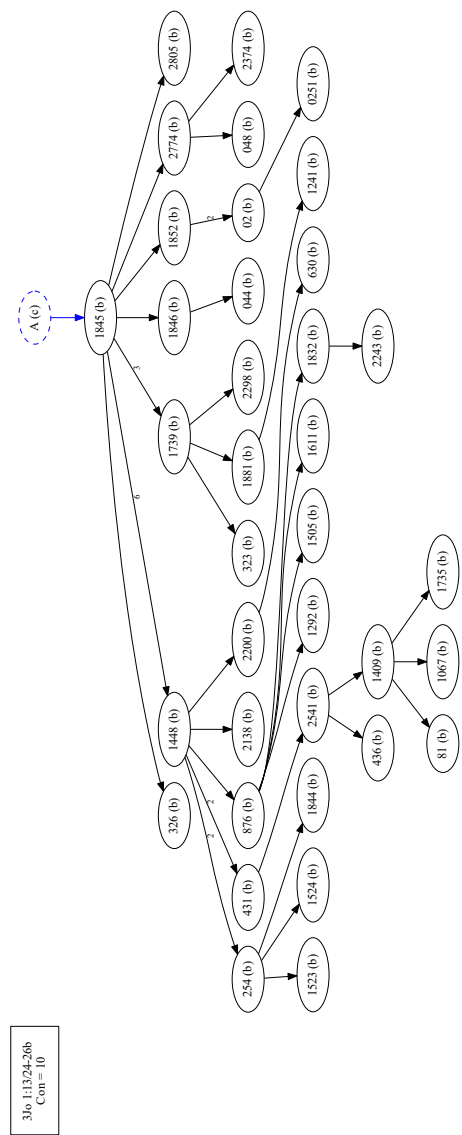 3Jo 1:13/24-26b
Con = 10
A (c)
1845 (b)
6
3
326 (b)
1448 (b)
1739 (b)
1846 (b)
1852 (b)
2774 (b)
2805 (b)
2
2
2
254 (b)
431 (b)
876 (b)
2138 (b)
2200 (b)
323 (b)
1881 (b)
2298 (b)
044 (b)
02 (b)
048 (b)
2374 (b)
1523 (b)
1524 (b)
1844 (b)
2541 (b)
1292 (b)
1505 (b)
1611 (b)
1832 (b)
630 (b)
1241 (b)
0251 (b)
436 (b)
1409 (b)
2243 (b)
81 (b)
1067 (b)
1735 (b)